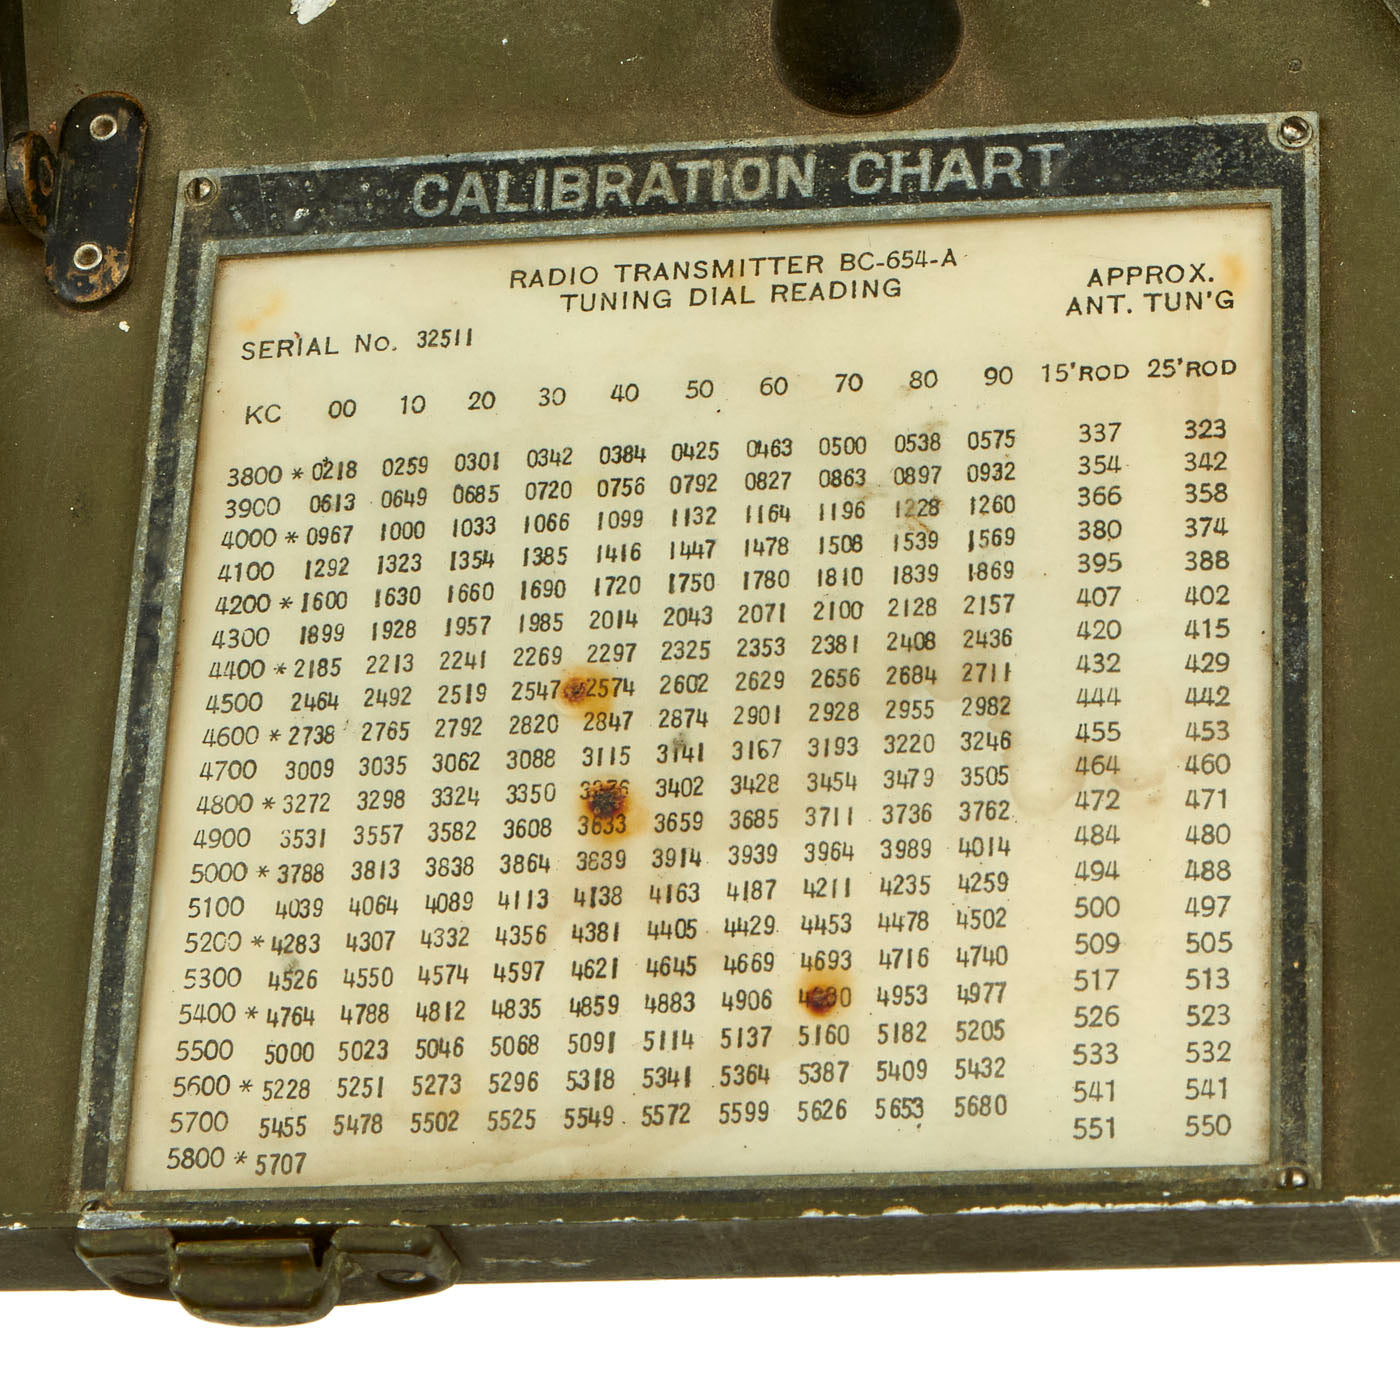 CALIBRATION CHART
RADIO TRANSMITTER BC-654-A
TUNING DIAL READING
APPROX.
ANT. TUN'G
SERIAL No. 32511
KC 00 10 20 30 40 50 60 70 80 90 15'ROD 25'ROD
3800 * 0218 0259 0301 0342 0384 0425 0463 0500 0538 0575 337 323
3900 0613 0649 0685 0720 0756 0792 0827 0863 0897 0932 354 342
4000 * 0967 1000 1033 1066 1099 1132 1164 1196 1228 1260 366 358
4100 1292 1323 1354 1385 1416 1447 1478 1508 1539 1569 380 374
4200 * 1600 1630 1660 1690 1720 1750 1780 1810 1839 1869 395 388
4300 1899 1928 1957 1985 2014 2043 2071 2100 2128 2157 407 402
4400 * 2185 2213 2241 2269 2297 2325 2353 2381 2408 2436 420 415
4500 2464 2492 2519 2547 2574 2602 2629 2656 2684 2711 432 429
4600 * 2738 2765 2792 2820 2847 2874 2901 2928 2955 2982 444 442
4700 3009 3035 3062 3088 3115 3141 3167 3193 3220 3246 455 453
4800 * 3272 3298 3324 3350 3402 3428 3454 3479 3505 464 460
4900 3531 3557 3582 3608 3633 3659 3685 3711 3736 3762 472 471
5000 * 3788 3813 3838 3864 3889 3914 3939 3964 3989 4014 484 480
5100 4039 4064 4089 4113 4138 4163 4187 4211 4235 4259 494 488
5200 * 4283 4307 4332 4356 4381 4405 4429 4453 4478 4502 500 497
5300 4526 4550 4574 4597 4621 4645 4669 4693 4716 4740 509 505
5400 * 4764 4788 4812 4835 4859 4883 4906 4953 4977 517 513
5500 5000 5023 5046 5068 5091 5114 5137 5160 5182 5205 526 523
5600 * 5228 5251 5273 5296 5318 5341 5364 5387 5409 5432 533 532
5700 5455 5478 5502 5525 5549 5572 5599 5626 5653 5680 541 541
5800 * 5707 551 550